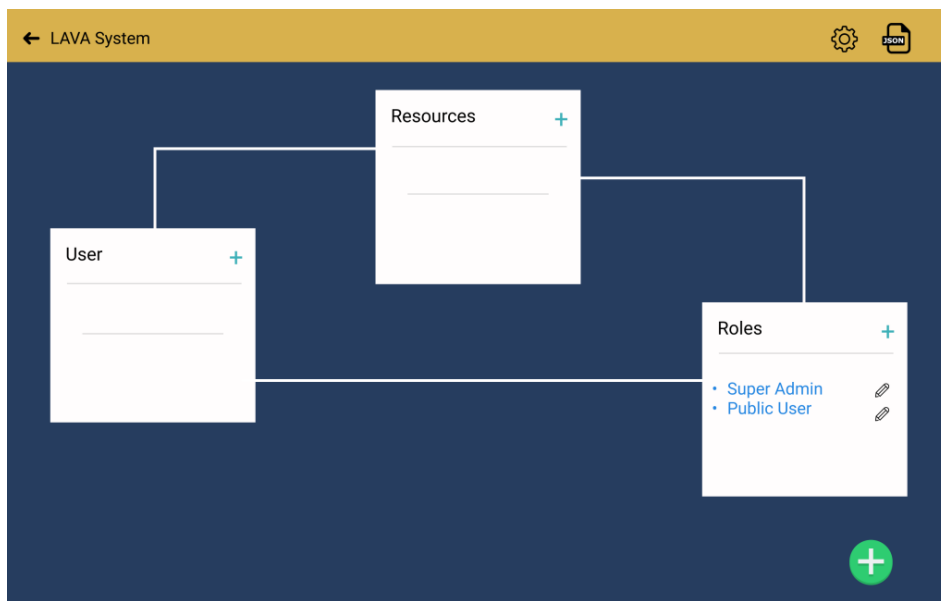 LAVA System
JSON
Resources
User
Roles
Super Admin
Public User